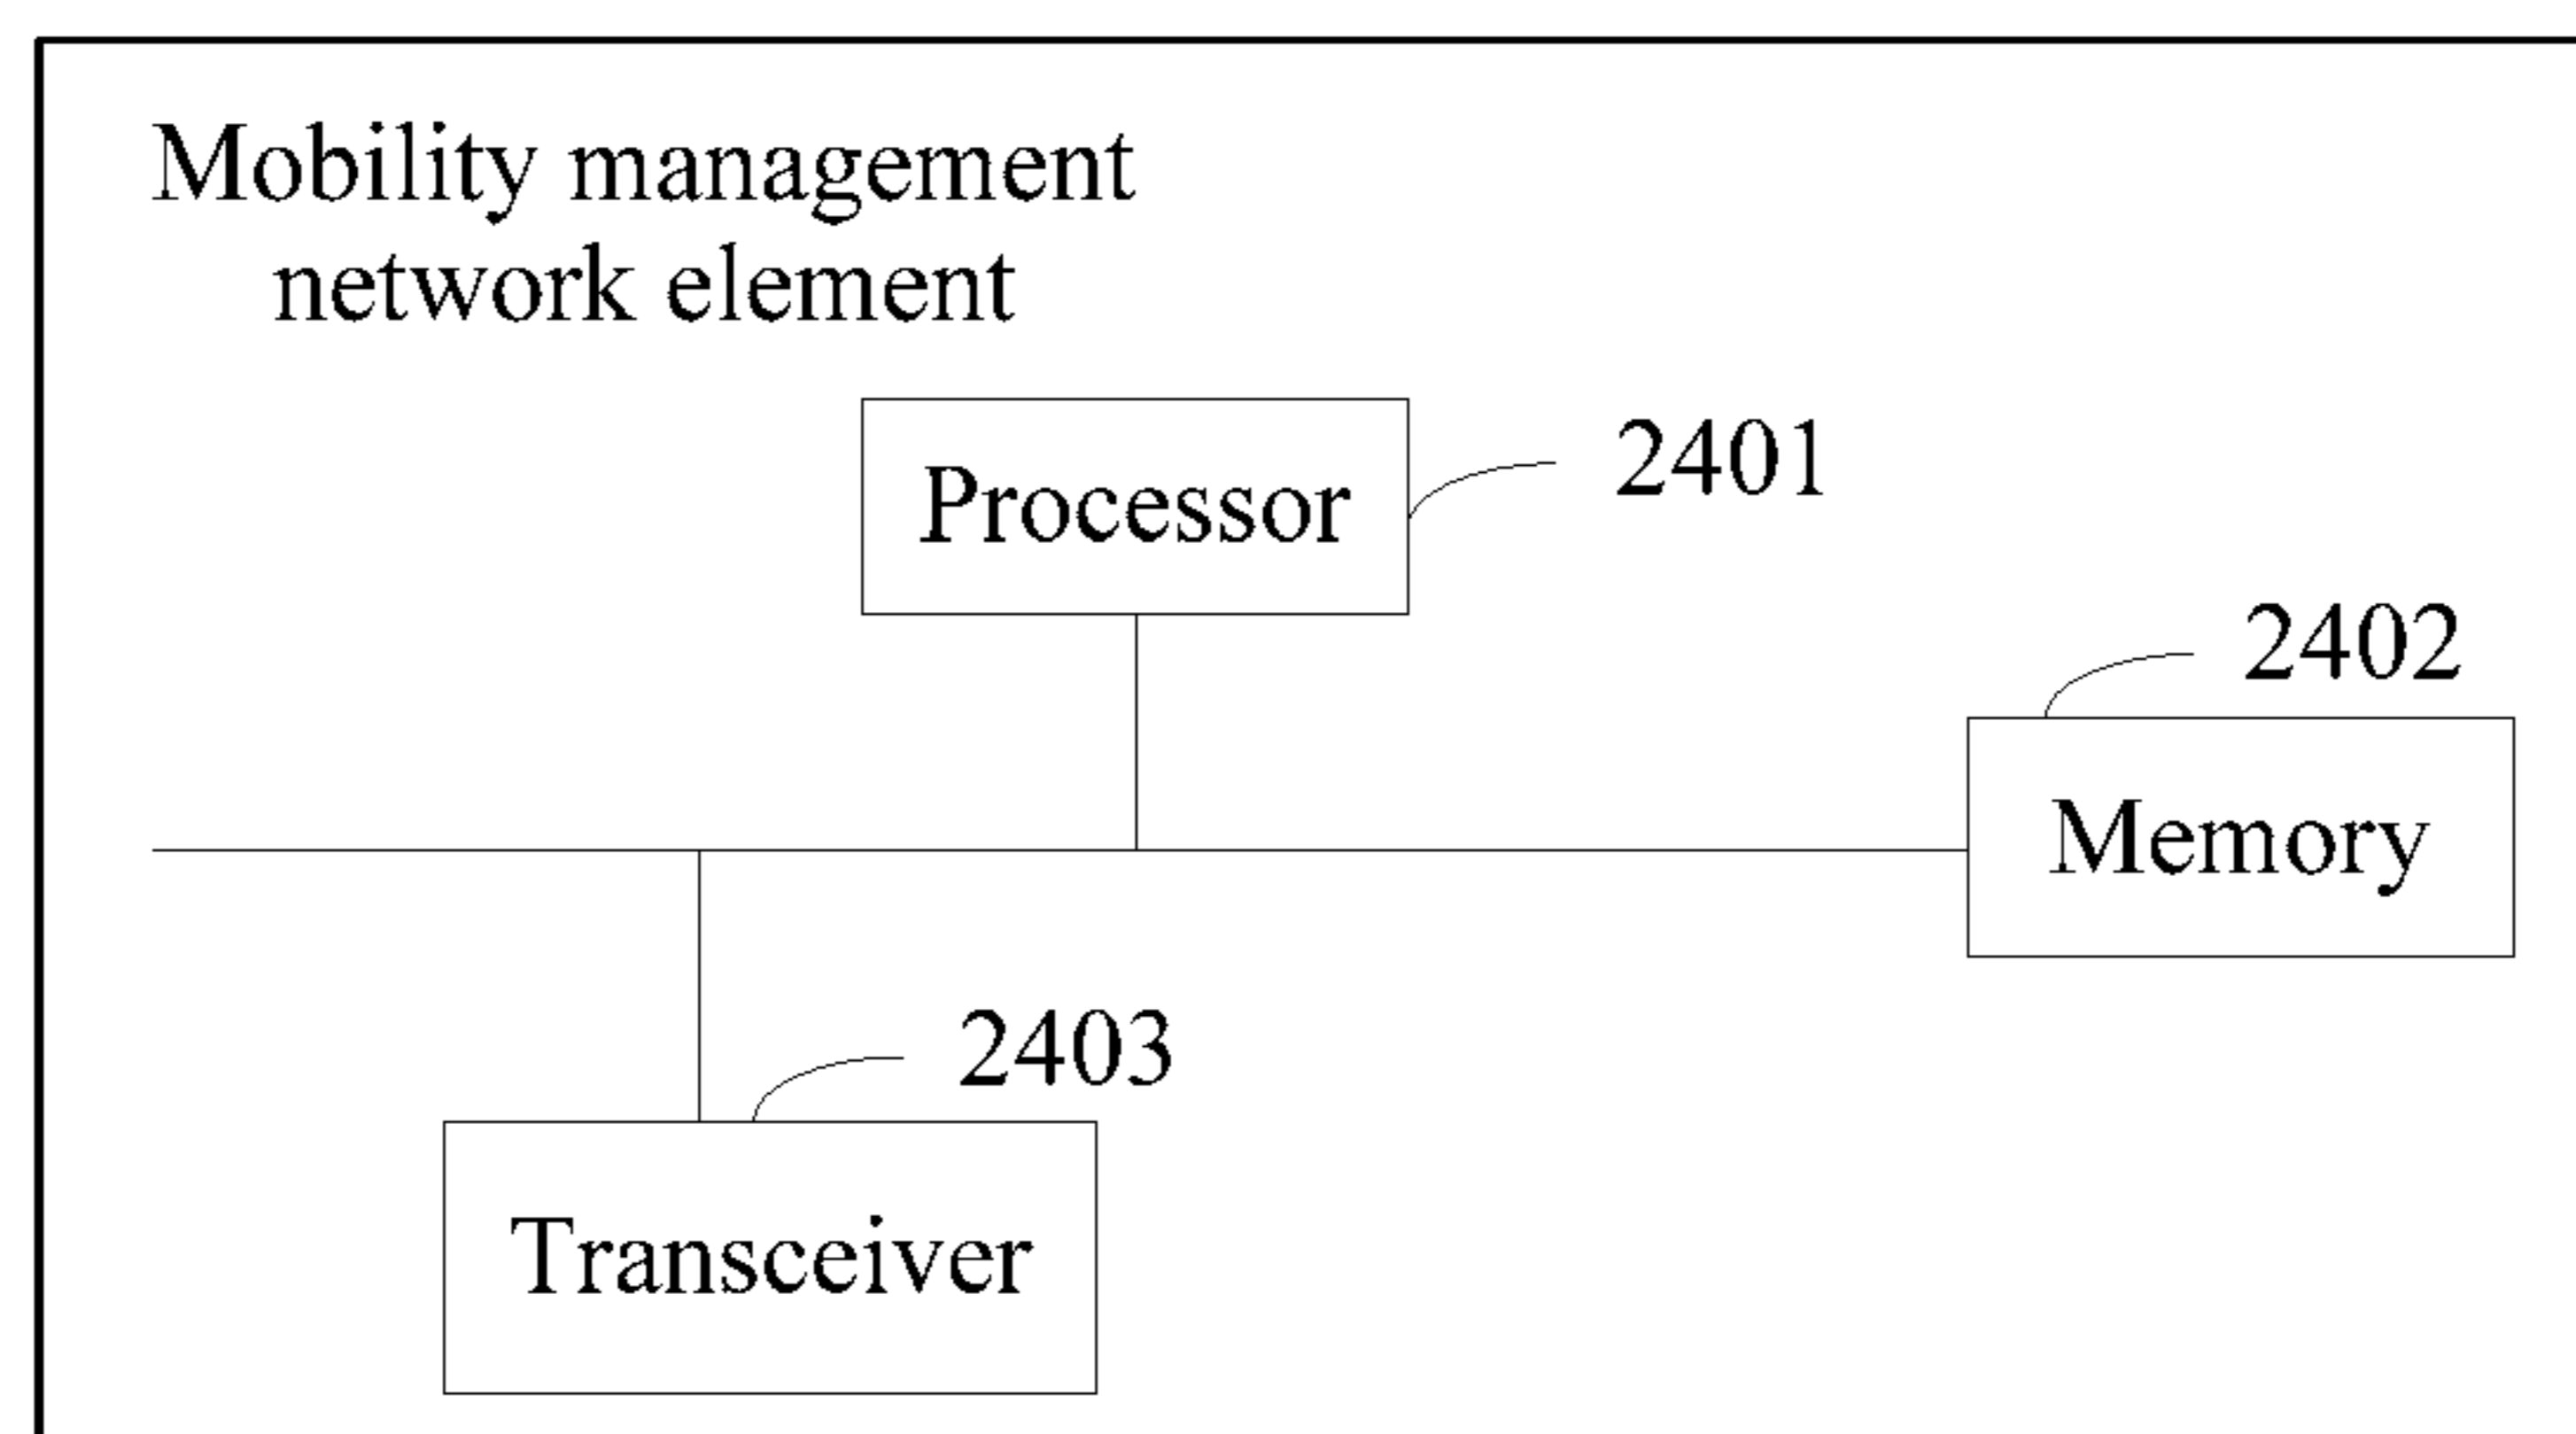 Mobility management
network element
Processor
2401
2402
Memory
2403
Transceiver